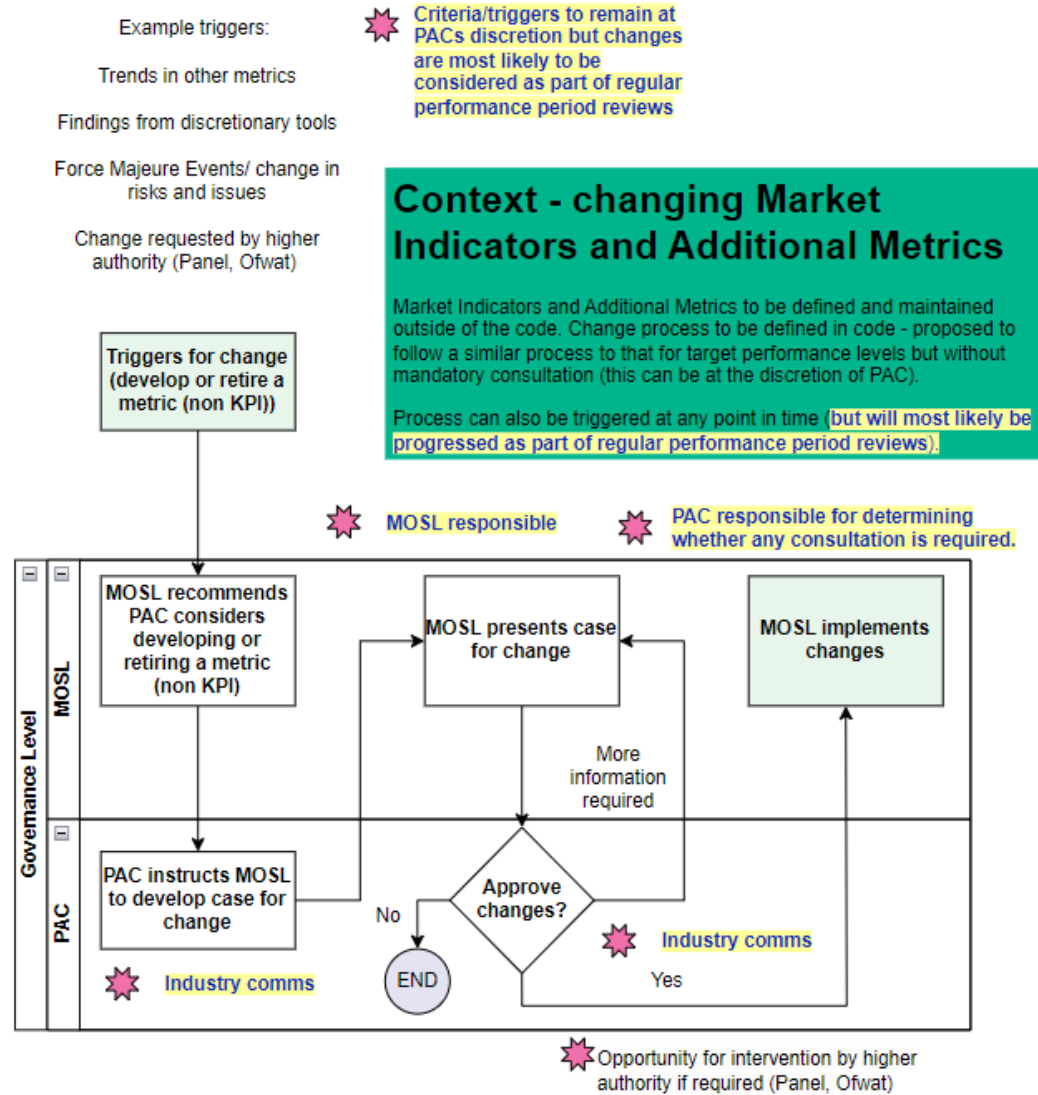 Example triggers:
Trends in other metrics
Findings from discretionary tools
Force Majeure Events/ change in
risks and issues
Change requested by higher
authority (Panel, Ofwat)
Criteria/triggers to remain at
PACs discretion but changes
are most likely to be
considered as part of regular
performance period reviews
Context - changing Market
Indicators and Additional Metrics
Market Indicators and Additional Metrics to be defined and maintained
outside of the code. Change process to be defined in code - proposed to
follow a similar process to that for target performance levels but without
mandatory consultation (this can be at the discretion of PAC).
Process can also be triggered at any point in time (but will most likely be
progressed as part of regular performance period reviews).
Triggers for change
(develop or retire a
metric (non KPI))
MOSL responsible
PAC responsible for determining
whether any consultation is required.
Governance Level
MOSL
MOSL recommends
PAC considers
developing or
retiring a metric
(non KPI)
MOSL presents case
for change
MOSL implements
changes
More
information
required
PAC
PAC instructs MOSL
to develop case for
change
Approve
changes?
No
END
Industry comms
Industry comms
Yes
Opportunity for intervention by higher
authority if required (Panel, Ofwat)